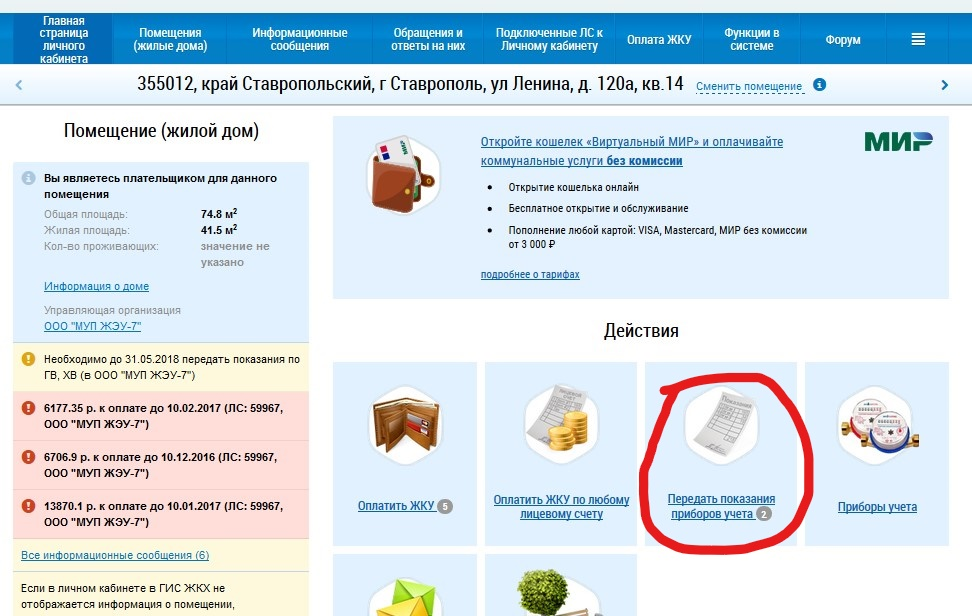 Главная
страница
личного
кабинета
Помещения
(жилые дома)
Информационные
сообщения
Обращения и
ответы на них
Подключенные ЛС к
Личному кабинету
Оплата ЖКУ
Функции в
системе
Форум
355012, край Ставропольский, г Ставрополь, ул Ленина, д. 120а, кв.14 Сменить помещение
Помещение (жилой дом)
Вы являетесь плательщиком для данного
помещения
Общая площадь: 74.8 м²
Жилая площадь: 41.5 м²
Кол-во проживающих: значение не
указано
Информация о доме
Управляющая организация
ООО "МУП ЖЭУ-7"
Необходимо до 31.05.2018 передать показания по
ГВ, ХВ (в ООО "МУП ЖЭУ-7")
6177.35 р. к оплате до 10.02.2017 (ЛС: 59967,
ООО "МУП ЖЭУ-7")
6706.9 р. к оплате до 10.12.2016 (ЛС: 59967,
ООО "МУП ЖЭУ-7")
13870.1 р. к оплате до 10.01.2017 (ЛС: 59967,
ООО "МУП ЖЭУ-7")
Все информационные сообщения (6)
Если в личном кабинете в ГИС ЖКХ не
отображается информация о помещении,
Откройте кошелек «Виртуальный МИР» и оплачивайте
коммунальные услуги без комиссии
МИР
• Открытие кошелька онлайн
• Бесплатное открытие и обслуживание
• Пополнение любой картой: VISA, Mastercard, МИР без комиссии
от 3 000 ₽
подробнее о тарифах
Действия
Оплатить ЖКУ 5
Оплатить ЖКУ по любому
лицевому счету
Показания
Передать показания
приборов учета 2
Приборы учета